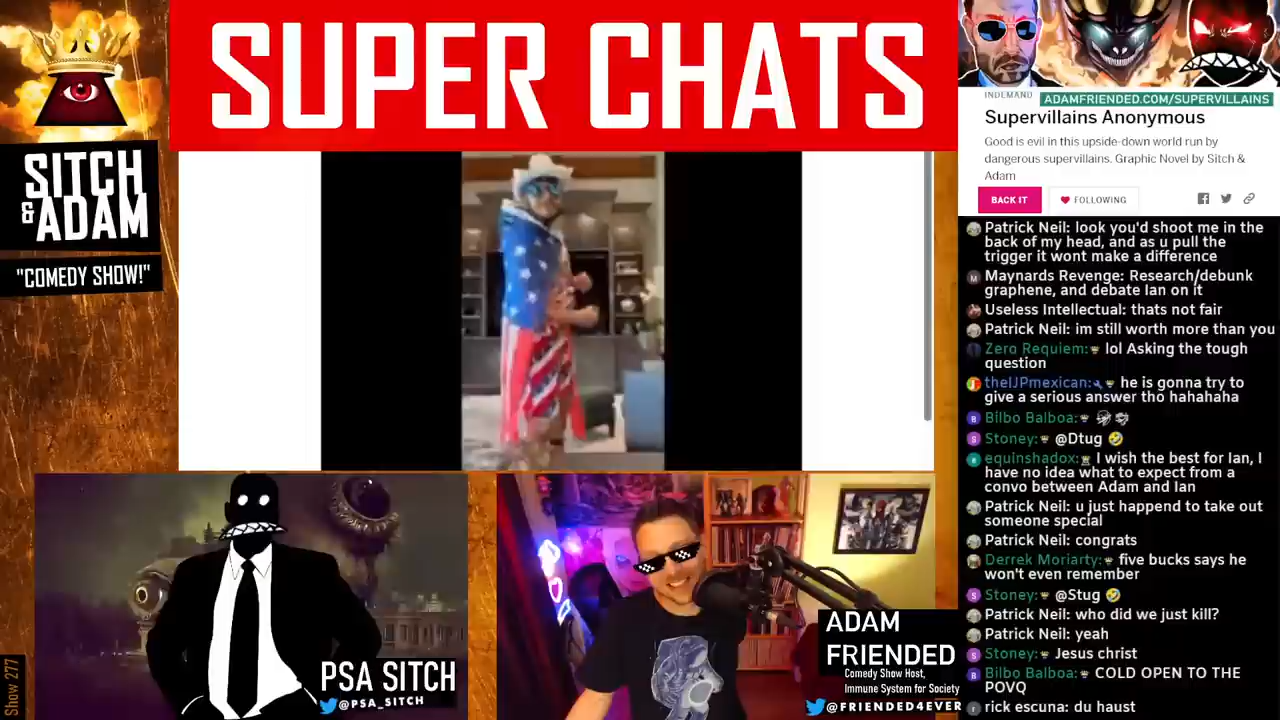 SUPER CHATS
SITCH
& ADAM
"COMEDY SHOW!"
INDEMAND
ADAMFRIENDED.COM/SUPERVILLAINS
Supervillains Anonymous
Good is evil in this upside-down world run by
dangerous supervillains. Graphic Novel by Sitch &
Adam
BACK IT
FOLLOWING
Patrick Neil: look you'd shoot me in the
back of my head, and as u pull the
trigger it wont make a difference
M Maynards Revenge: Research/debunk
graphene, and debate Ian on it
Useless Intellectual: thats not fair
Patrick Neil: im still worth more than you
Zero Requiem: lol Asking the tough
question
theIJPmexican: he is gonna try to
give a serious answer tho hahahaha
B Bilbo Balboa:
S Stoney: @Dtug 🤣
e equinshadox: I wish the best for Ian, I
have no idea what to expect from a
convo between Adam and Ian
Patrick Neil: u just happend to take out
someone special
Patrick Neil: congrats
Derrek Moriarty: five bucks says he
won't even remember
S Stoney: @Stug 🤣
Patrick Neil: who did we just kill?
Patrick Neil: yeah
S Stoney: Jesus christ
B Bilbo Balboa: COLD OPEN TO THE
POVQ
r rick escuna: du haust
PSA SITCH
@PSA_SITCH
ADAM
FRIENDED
Comedy Show Host,
Immune System for Society
@FRIENDED4EVER
Show 277